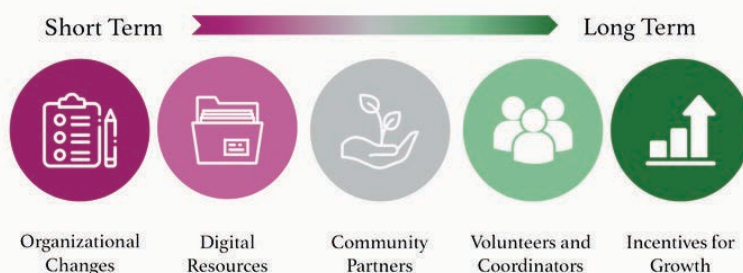 Short Term
Long Term
Organizational
Changes
Digital
Resources
Community
Partners
Volunteers and
Coordinators
Incentives for
Growth